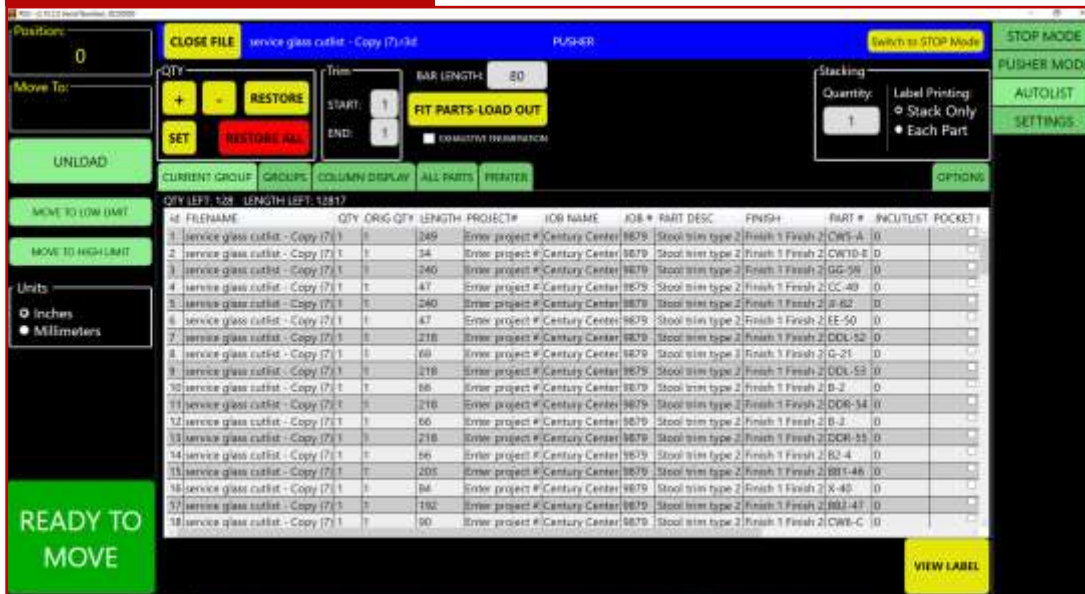 Position:
0
Move To:
UNLOAD
MOVE TO LOW LIMIT
MOVE TO HIGH LIMIT
Units
Inches
Millimeters
READY TO
MOVE
CLOSE FILE service glass cutlist - Copy (7).r3d PUSHER Switch to STOP Mode
QTY
+ - RESTORE
SET RESTORE ALL
Trim
START: 1
END: 1
BAR LENGTH: 80
FIT PARTS-LOAD OUT
EXHAUSTIVE ENUMERATION
Stacking
Quantity: Label Printing:
1 Stack Only
Each Part
CURRENT GROUP GROUPS COLUMN DISPLAY ALL PARTS PRINTER OPTIONS
QTY LEFT: 128 LENGTH LEFT: 12817
id FILENAME QTY ORIG QTY LENGTH PROJECT# JOB NAME JOB # PART DESC FINISH PART # INCUTLIST POCKET
1 service glass cutlist - Copy (7) 1 1 249 Enter project # Century Center 9879 Stool trim type 2 Finish 1 Finish 2 CW5-A 0
2 service glass cutlist - Copy (7) 1 1 34 Enter project # Century Center 9879 Stool trim type 2 Finish 1 Finish 2 CW10-E 0
3 service glass cutlist - Copy (7) 1 1 240 Enter project # Century Center 9879 Stool trim type 2 Finish 1 Finish 2 GG-59 0
4 service glass cutlist - Copy (7) 1 1 47 Enter project # Century Center 9879 Stool trim type 2 Finish 1 Finish 2 CC-49 0
5 service glass cutlist - Copy (7) 1 1 240 Enter project # Century Center 9879 Stool trim type 2 Finish 1 Finish 2 0
6 service glass cutlist - Copy (7) 1 1 47 Enter project # Century Center 9879 Stool trim type 2 Finish 1 Finish 2 EE-50 0
7 service glass cutlist - Copy (7) 1 1 218 Enter project # Century Center 9879 Stool trim type 2 Finish 1 Finish 2 DDL-52 0
8 service glass cutlist - Copy (7) 1 1 69 Enter project # Century Center 9879 Stool trim type Finish 1 Finish 2 G-21 0
9 service glass cutlist - Copy (7) 1 1 218 Enter project # Century Center 9879 Stool trim type 2 Finish 1 Finish 2 DDL-53 0
10 service glass cutlist - Copy (7) 1 1 66 Enter project # Century Center 9879 Stool trim type 2 Finish 1 Finish 2 B-2 0
11 service glass cutlist - Copy (7) 1 1 218 Enter project # Century Center 9879 Stool trim type 2 Finish 1 Finish 2 DDR-54 0
12 service glass cutlist - Copy (7) 1 1 66 Enter project # Century Center 9879 Stool trim type 2 Finish 1 Finish 2 B-2 0
13 service glass cutlist - Copy (7) 1 1 218 Enter project # Century Center 9879 Stool trim type 2 Finish 1 Finish 2 DDR-55 0
14 service glass cutlist - Copy (7) 1 1 66 Enter project # Century Center 9879 Stool trim type 2 Finish 1 Finish 2 B2-4 0
15 service glass cutlist - Copy (7) 1 1 203 Enter project # Century Center 9879 Stool trim type 2 Finish 1 Finish 2 BB1-46 0
16 service glass cutlist - Copy (7) 1 1 84 Enter project # Century Center 9879 Stool trim type 2 Finish 1 Finish 2 X-40 0
17 service glass cutlist - Copy (7) 1 1 192 Enter project # Century Center 9879 Stool trim type 2 Finish 1 Finish 2 BB2-47 0
18 service glass cutlist - Copy (7) 1 1 90 Enter project # Century Center 9879 Stool trim type 2 Finish 1 Finish 2 CW6-C 0
VIEW LABEL
STOP MODE
PUSHER MOD
AUTOLIST
SETTINGS